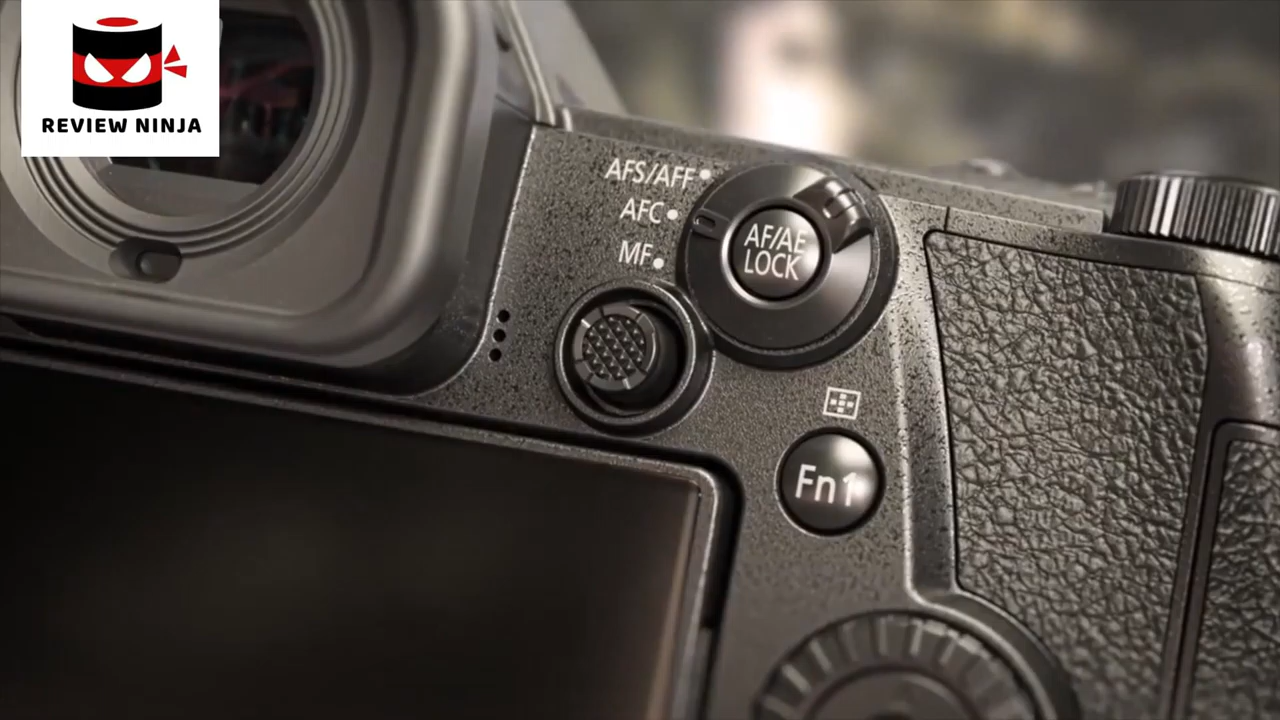 REVIEW NINJA
AFS/AFF
AFC
MF
AF/AE
LOCK
Fn1